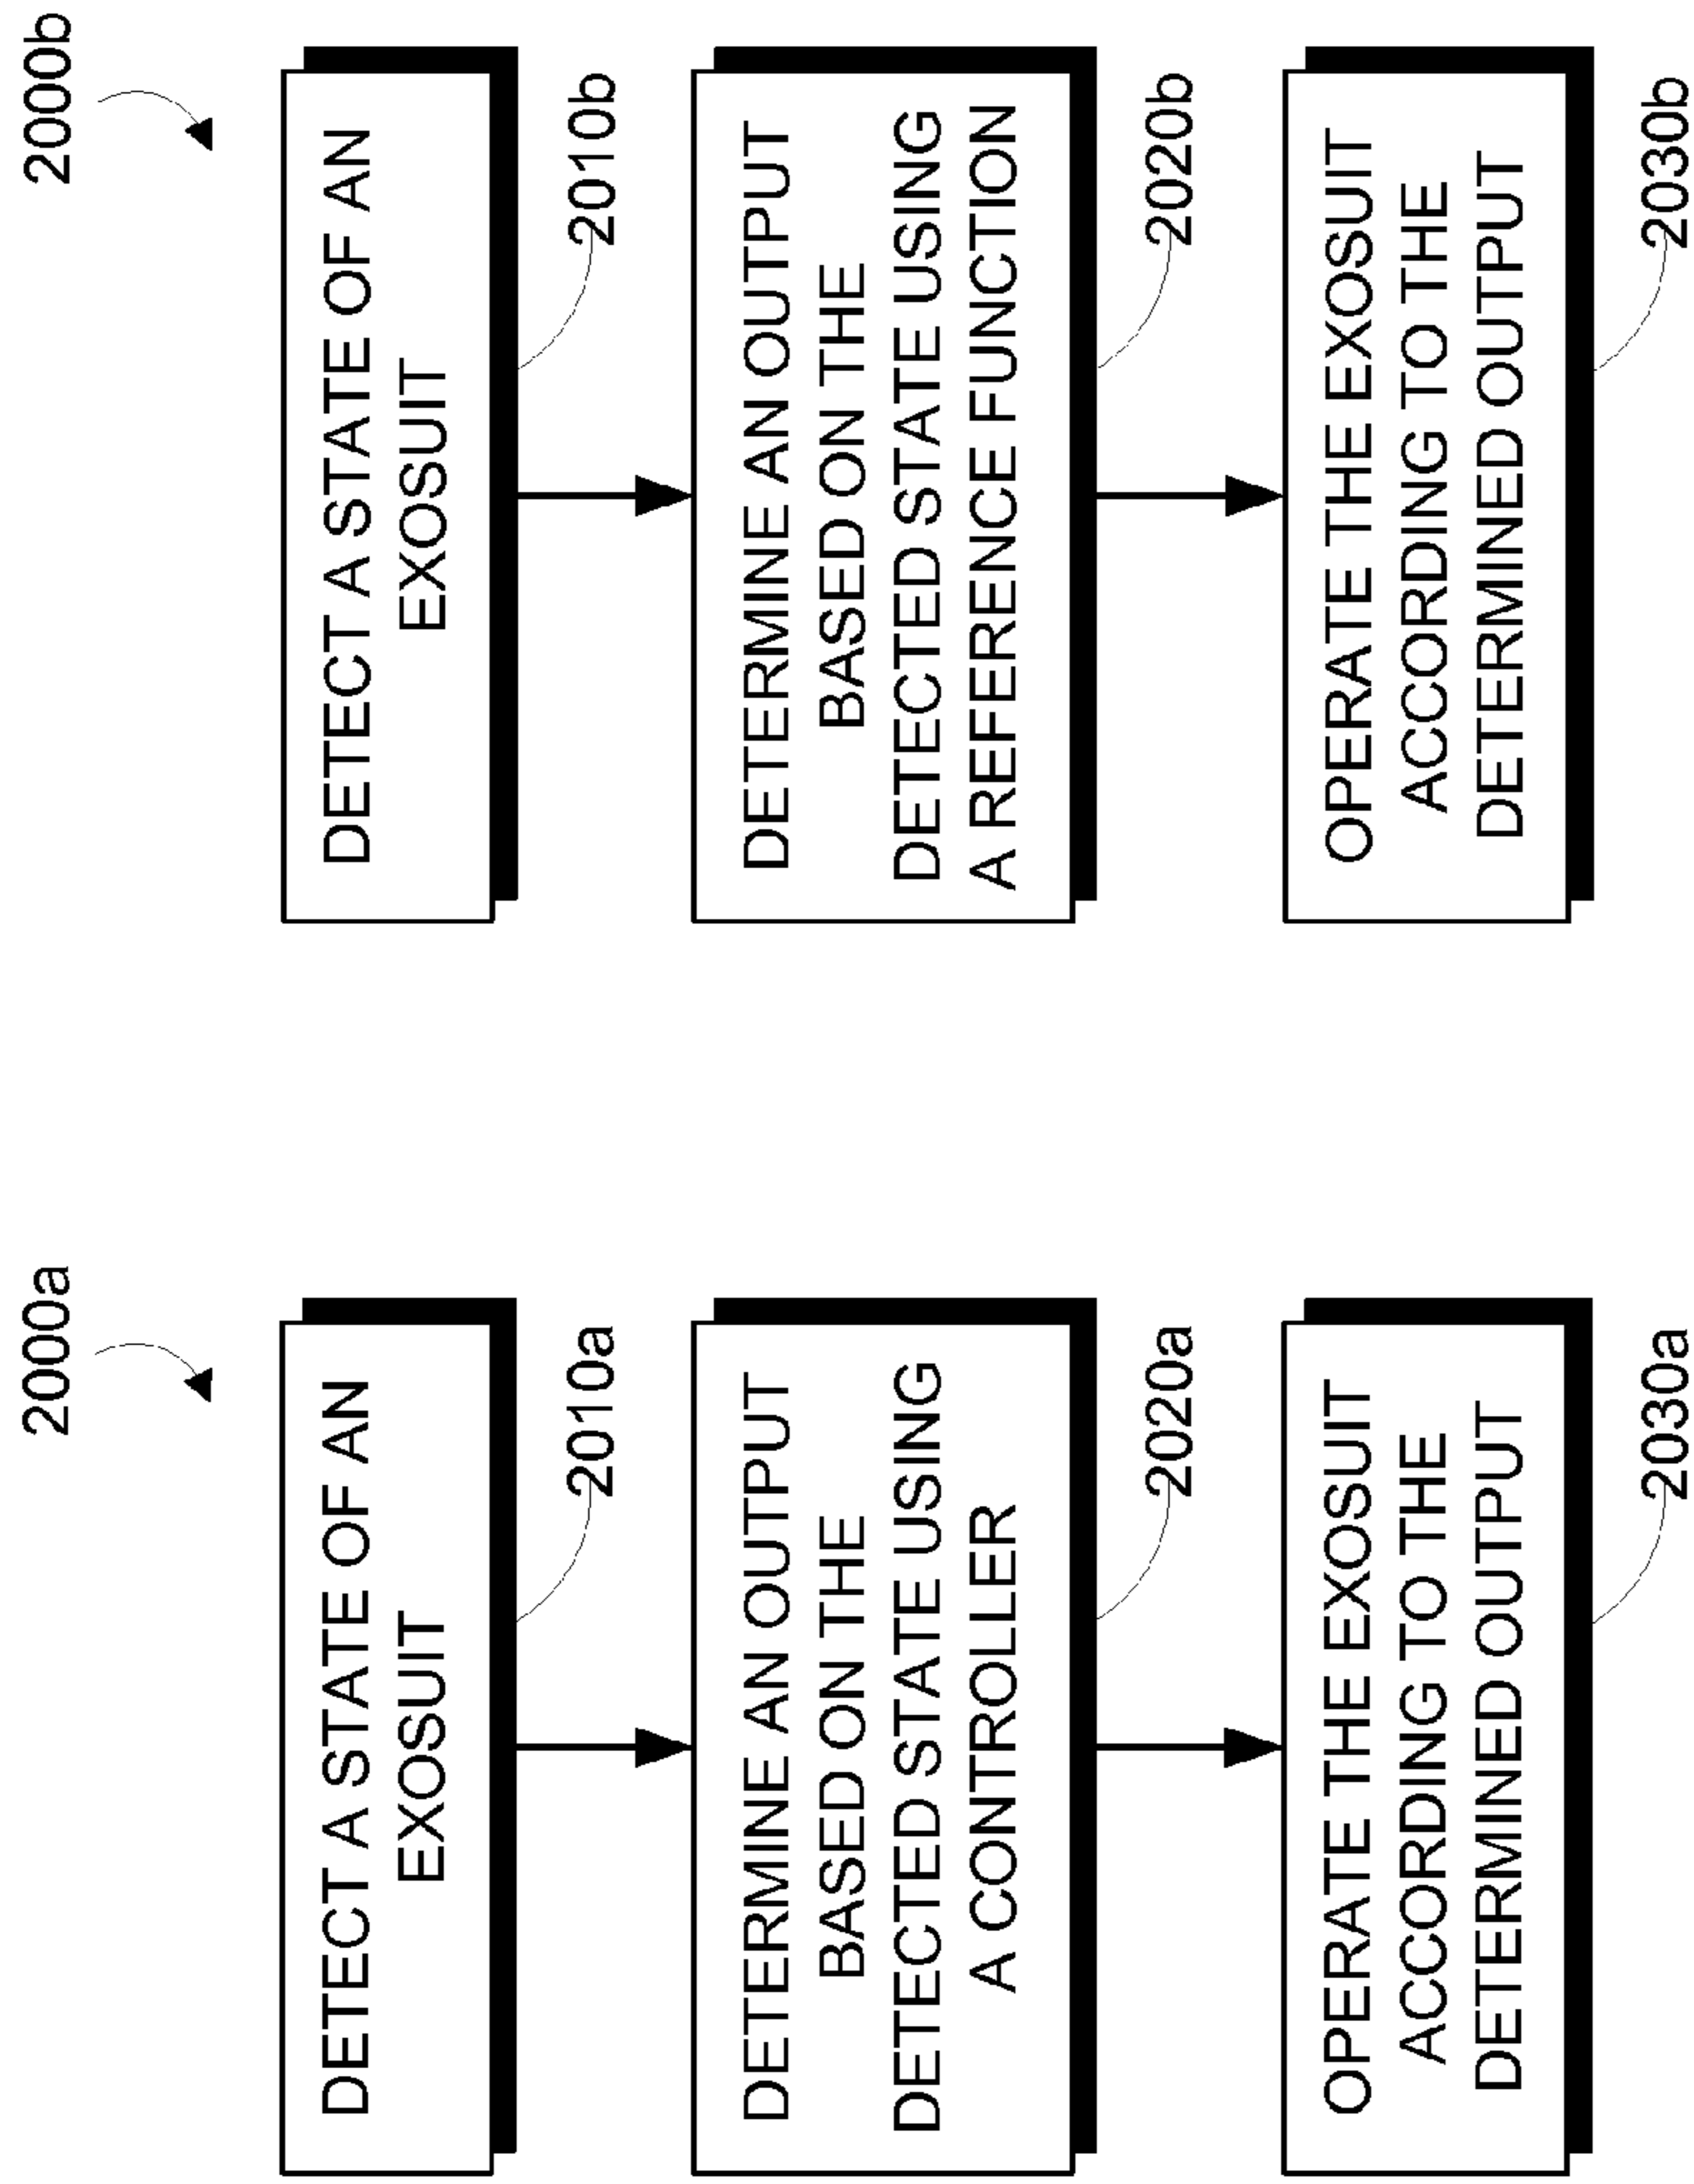 2000a
DETECT A STATE OF AN
EXOSUIT
2010a
DETERMINE AN OUTPUT
BASED ON THE
DETECTED STATE USING
A CONTROLLER
2020a
OPERATE THE EXOSUIT
ACCORDING TO THE
DETERMINED OUTPUT
2030a
2000b
DETECT A STATE OF AN
EXOSUIT
2010b
DETERMINE AN OUTPUT
BASED ON THE
DETECTED STATE USING
A REFERENCE FUNCTION
2020b
OPERATE THE EXOSUIT
ACCORDING TO THE
DETERMINED OUTPUT
2030b